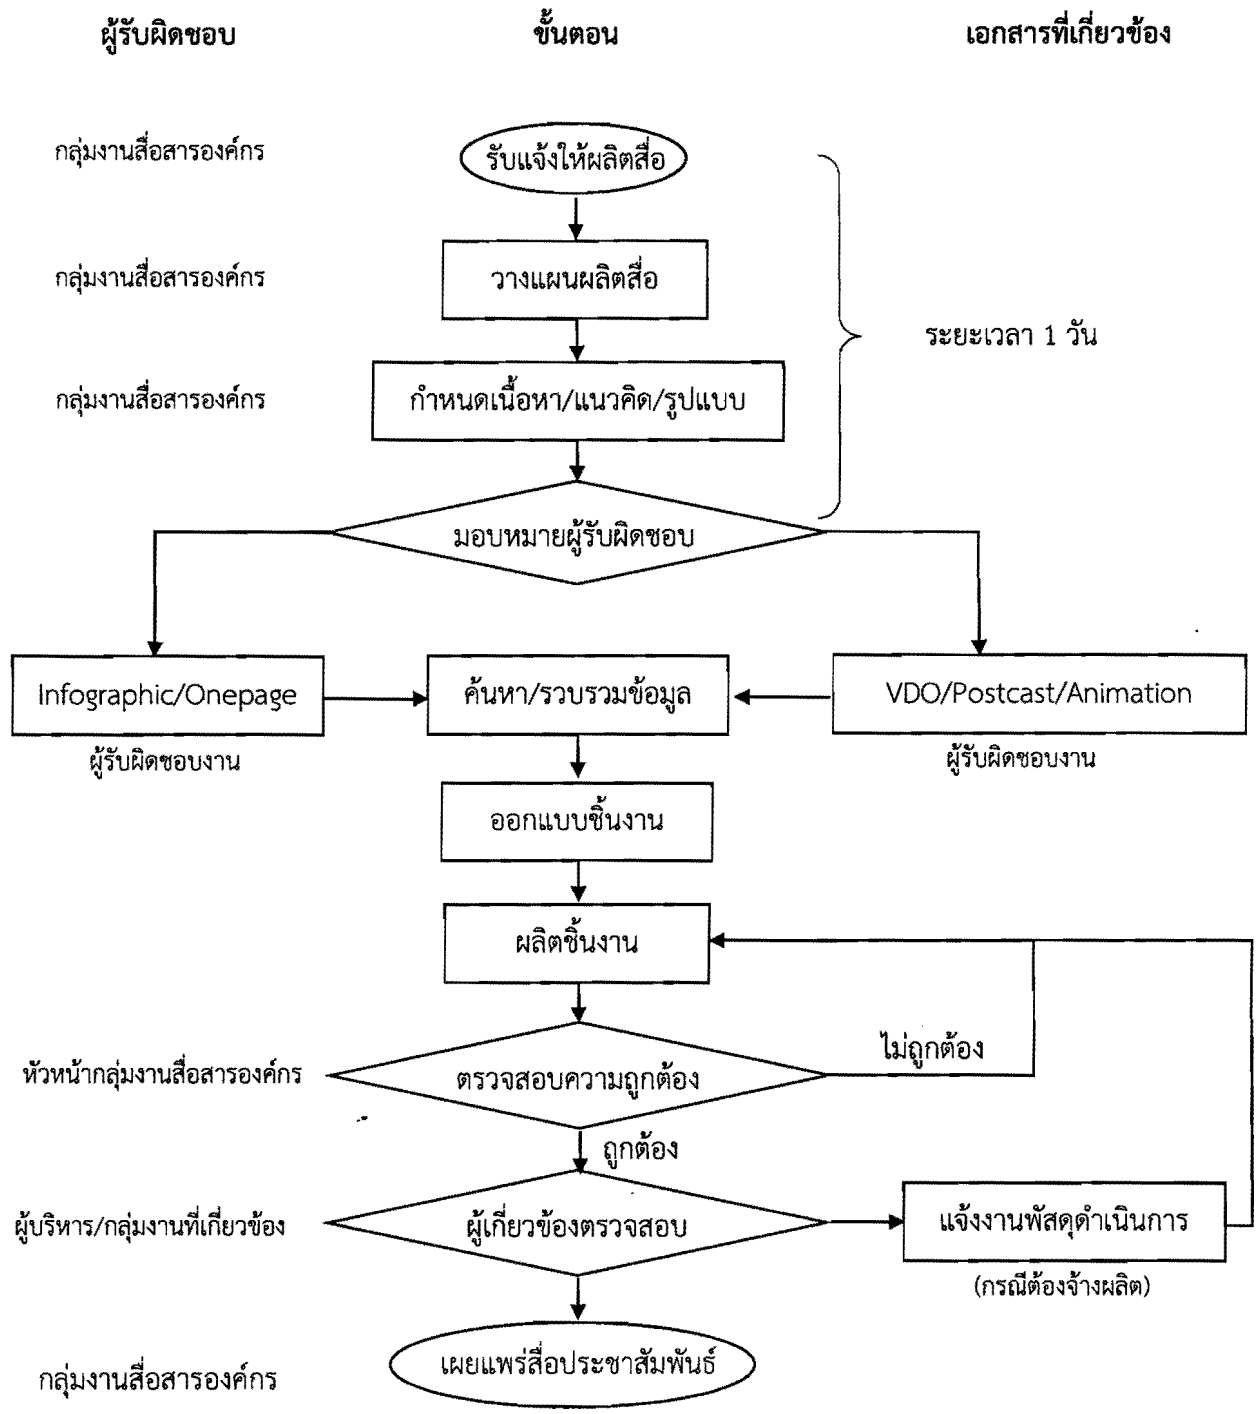 ผู้รับผิดชอบ ขั้นตอน เอกสารที่เกี่ยวข้อง
กลุ่มงานสื่อสารองค์กร รับแจ้งให้ผลิตสื่อ
กลุ่มงานสื่อสารองค์กร วางแผนผลิตสื่อ
ระยะเวลา 1 วัน
กลุ่มงานสื่อสารองค์กร กำหนดเนื้อหา/แนวคิด/รูปแบบ
มอบหมายผู้รับผิดชอบ
Infographic/Onepage ค้นหา/รวบรวมข้อมูล VDO/Postcast/Animation
ผู้รับผิดชอบงาน ผู้รับผิดชอบงาน
ออกแบบชิ้นงาน
ผลิตชิ้นงาน
ไม่ถูกต้อง
หัวหน้ากลุ่มงานสื่อสารองค์กร ตรวจสอบความถูกต้อง
ถูกต้อง
ผู้บริหาร/กลุ่มงานที่เกี่ยวข้อง ผู้เกี่ยวข้องตรวจสอบ แจ้งงานพัสดุดำเนินการ
(กรณีต้องจ้างผลิต)
กลุ่มงานสื่อสารองค์กร เผยแพร่สื่อประชาสัมพันธ์